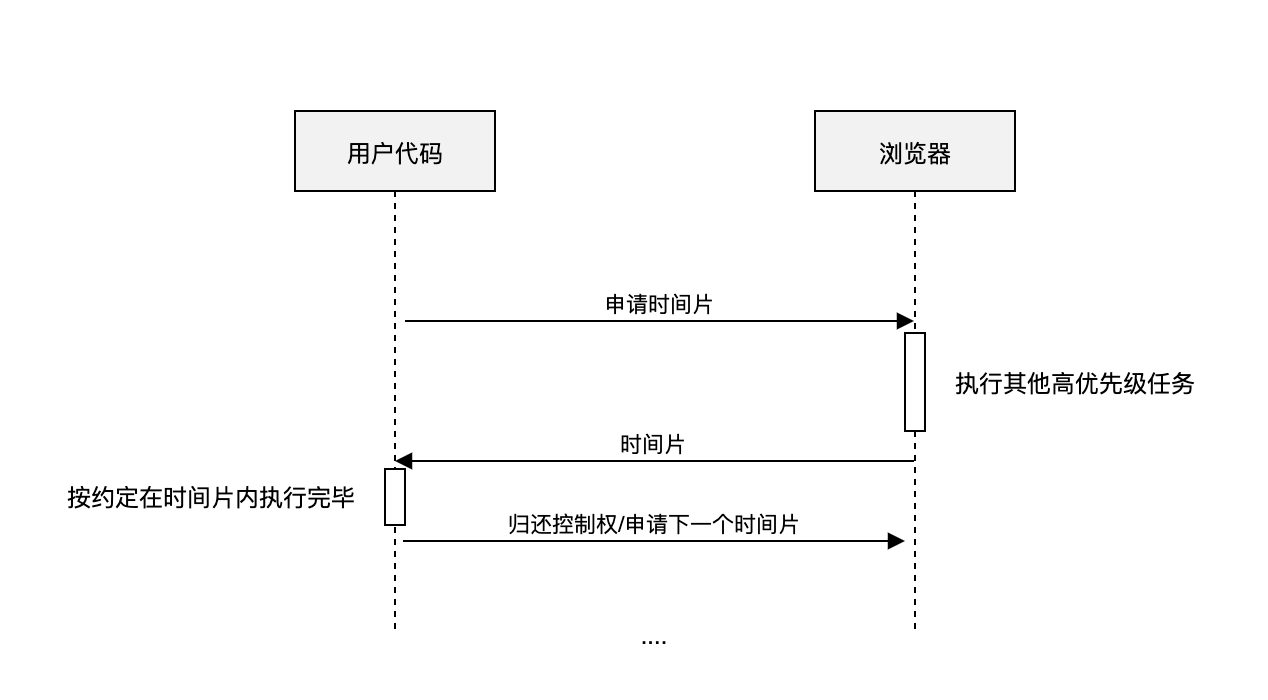 用户代码
浏览器
申请时间片
执行其他高优先级任务
时间片
按约定在时间片内执行完毕
归还控制权/申请下一个时间片
....